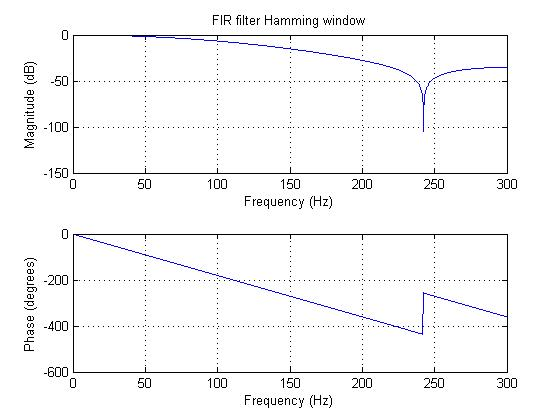 FIR filter Hamming window
0
-50
-100
-150
Magnitude (dB)
0 50 100 150 200 250 300
Frequency (Hz)
0
-200
-400
-600
Phase (degrees)
0 50 100 150 200 250 300
Frequency (Hz)